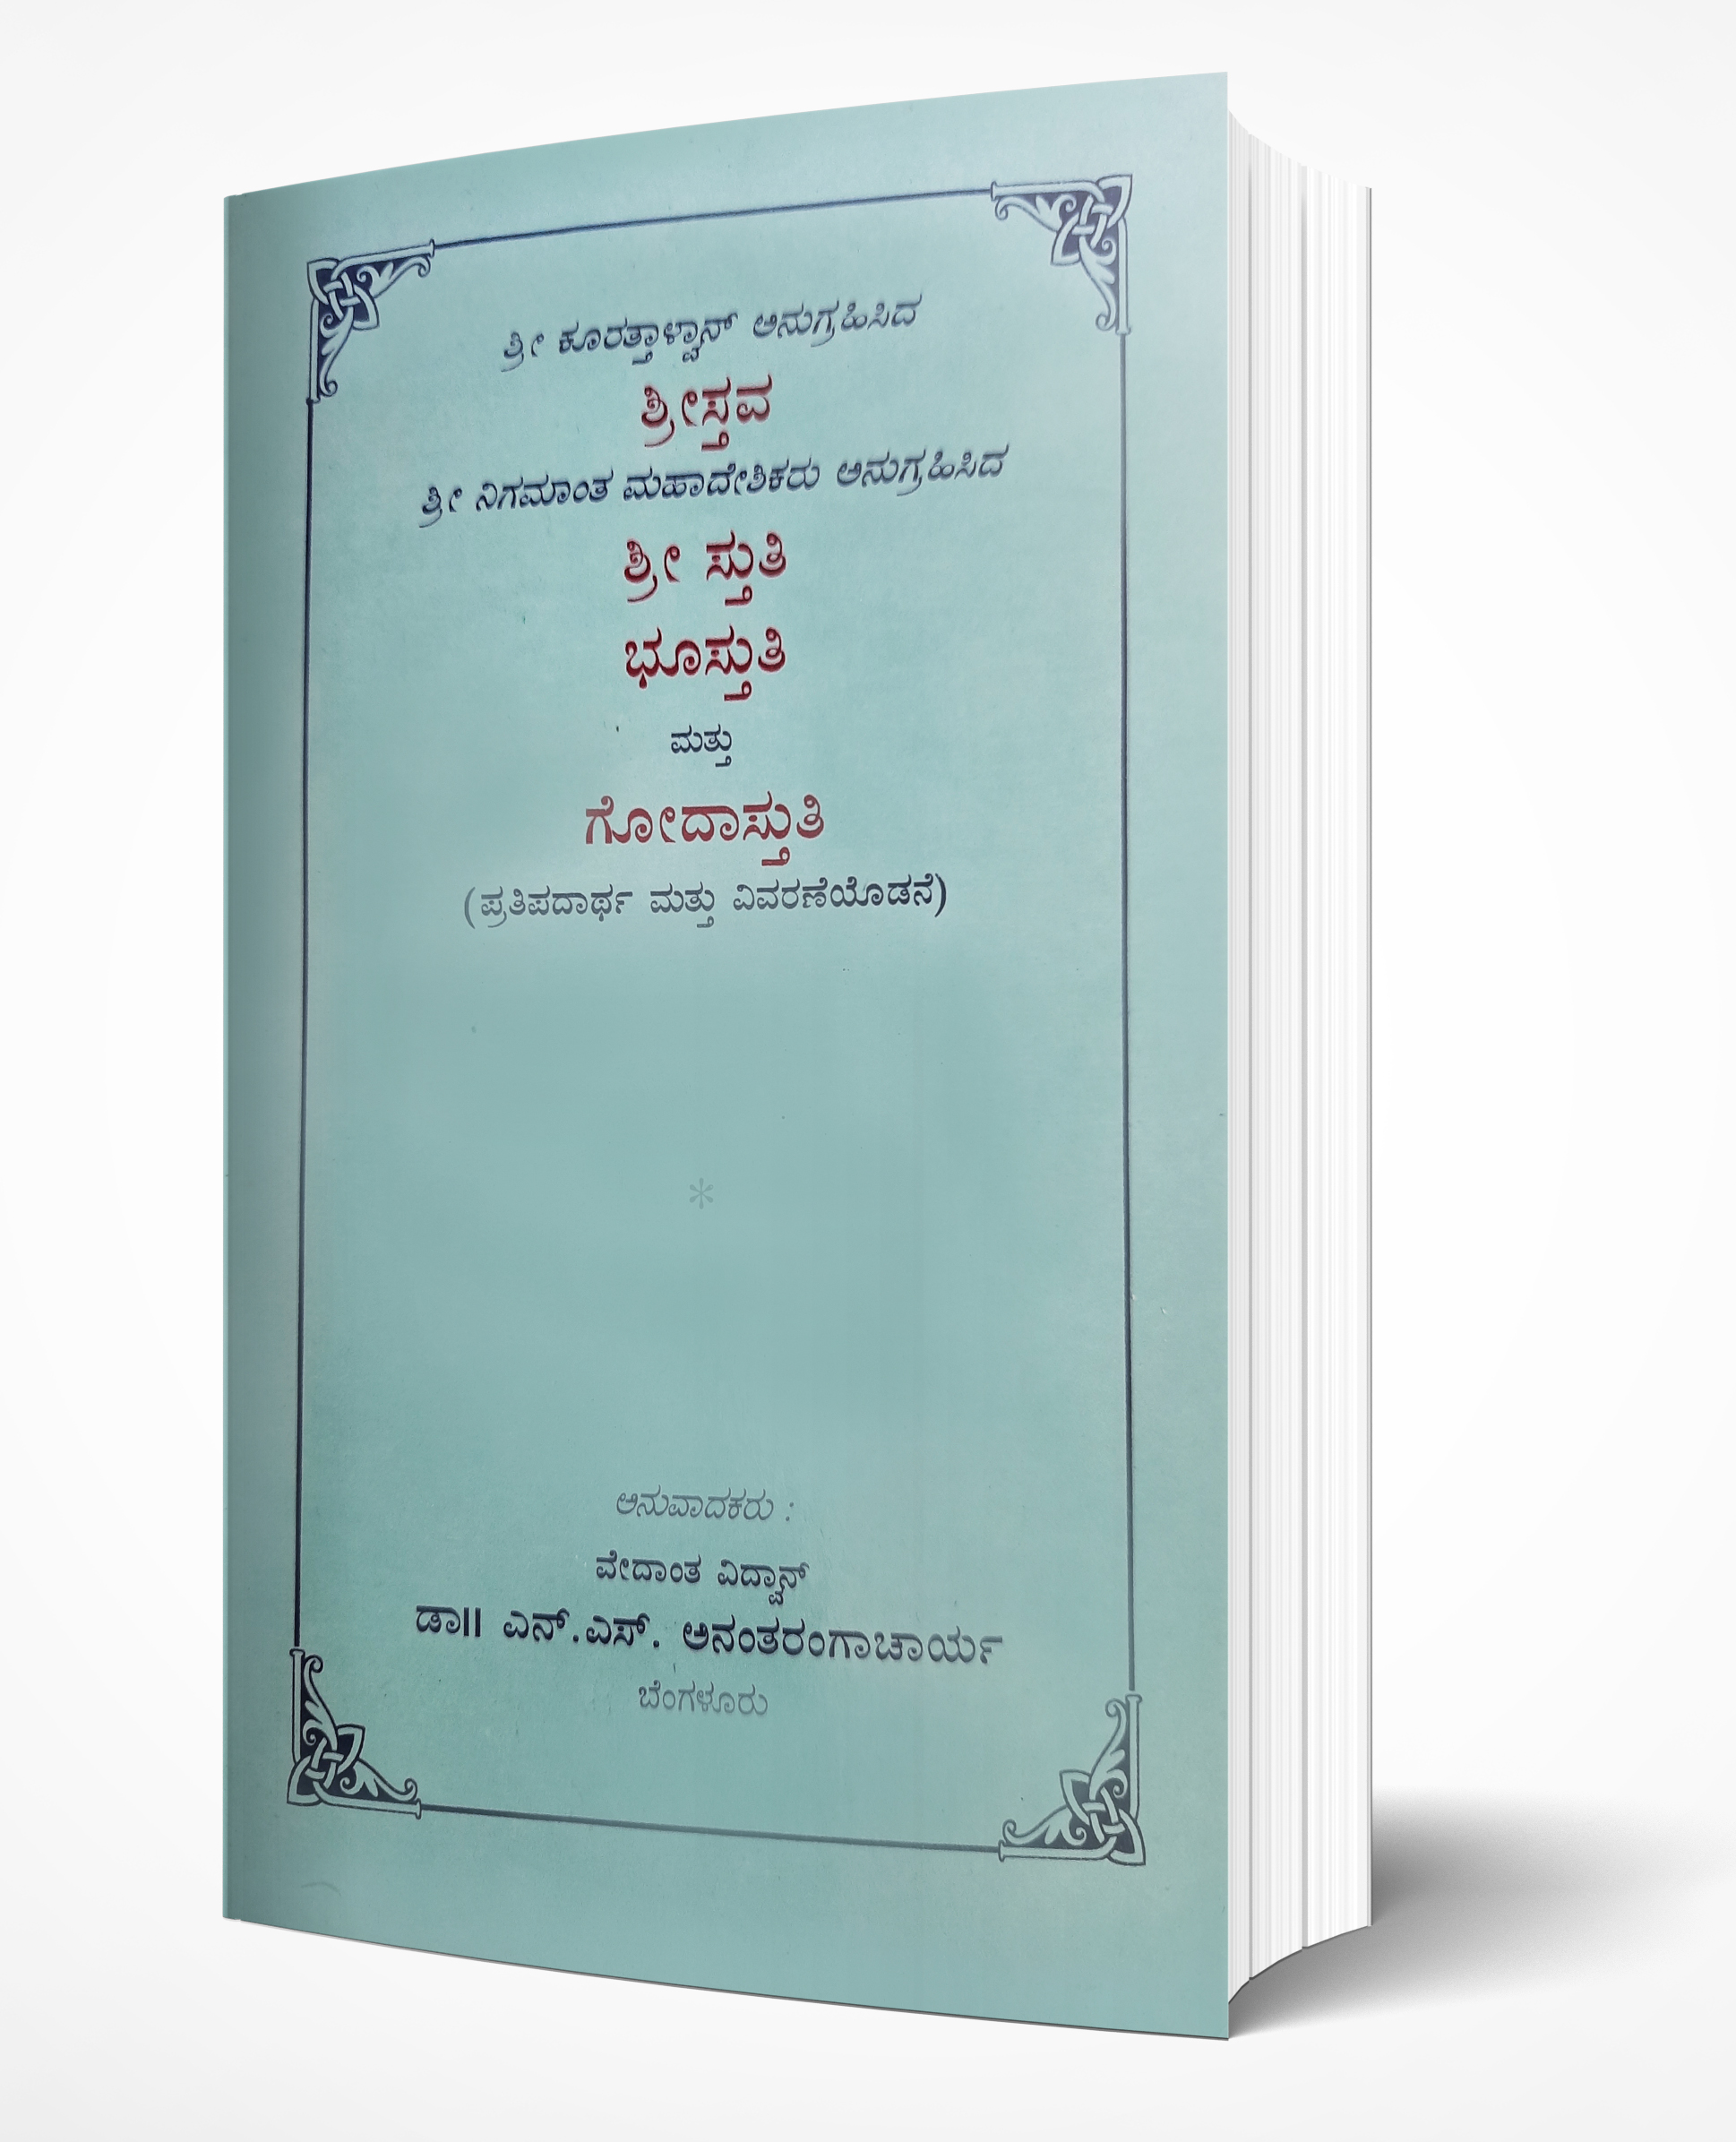 ಶ್ರೀ ಕೂರತ್ತಾಳ್ವಾನ್ ಅನುಗ್ರಹಿಸಿದ
ಶ್ರೀಸ್ತವ
ಶ್ರೀ ನಿಗಮಾಂತ ಮಹಾದೇಶಿಕರು ಅನುಗ್ರಹಿಸಿದ
ಶ್ರೀ ಸ್ತುತಿ
ಭೂಸ್ತುತಿ
ಮತ್ತು
ಗೋದಾಸ್ತುತಿ
(ಪ್ರತಿಪದಾರ್ಥ ಮತ್ತು ವಿವರಣೆಯೊಡನೆ)
*
ಅನುವಾದಕರು :
ವೇದಾಂತ ವಿದ್ವಾನ್
ಡಾ|| ಎನ್.ಎಸ್. ಅನಂತರಂಗಾಚಾರ್ಯ
ಬೆಂಗಳೂರು